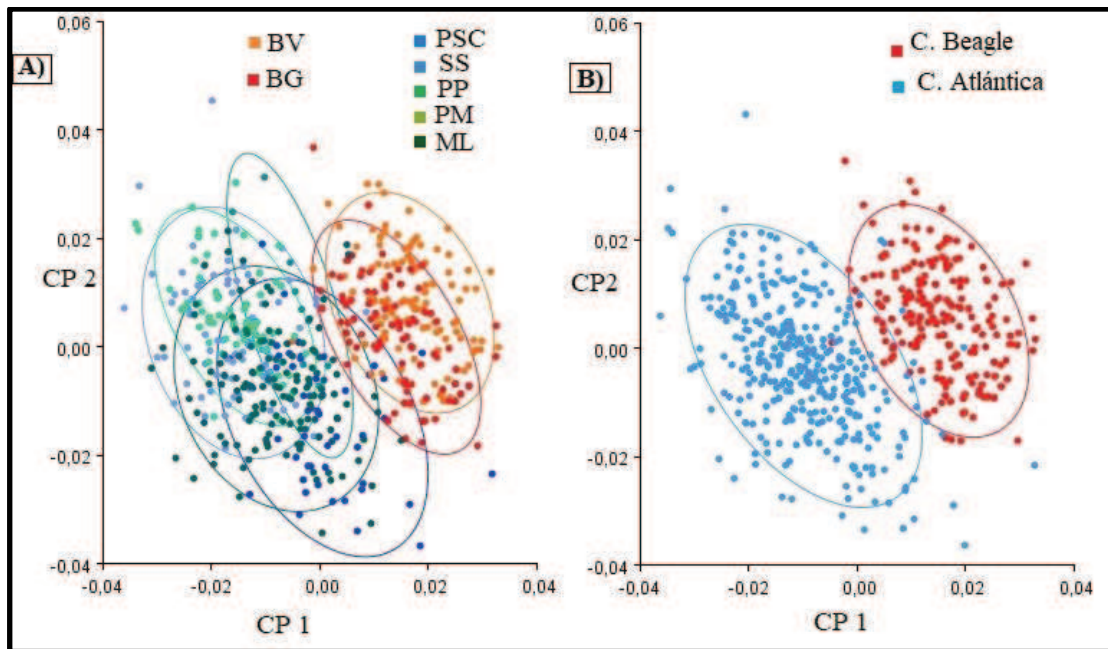 A)
BV
BG
PSC
SS
PP
PM
ML
0,06
0,04
0,02
CP 2
0,00
-0,02
-0,04
-0,04 -0,02 0,00 0,02 0,04
CP 1
B)
C. Beagle
C. Atlántica
0,06
0,04
0,02
CP2
0,00
-0,02
-0,04
-0,04 -0,02 0,00 0,02 0,04
CP 1